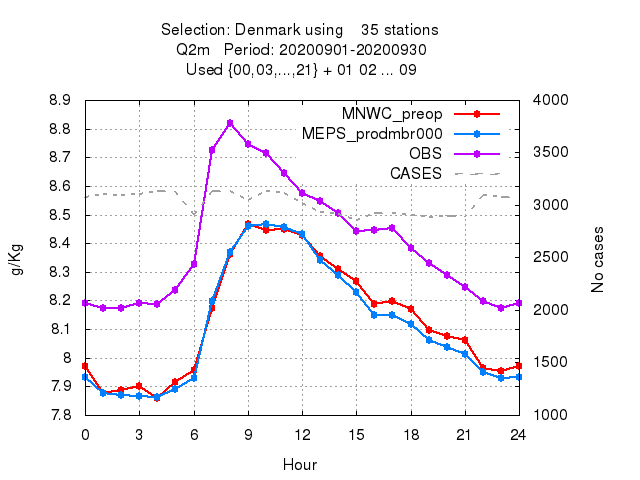 Selection: Denmark using    35 stations
Q2m   Period: 20200901-20200930
Used {00,03,...,21} + 01 02 ... 09
MNWC_preop
MEPS_prodmbr000
OBS
CASES
8.9
8.8
8.7
8.6
8.5
8.4
8.3
8.2
8.1
8
7.9
7.8
4000
3500
3000
2500
2000
1500
1000
g/Kg
No cases
0 3 6 9 12 15 18 21 24
Hour